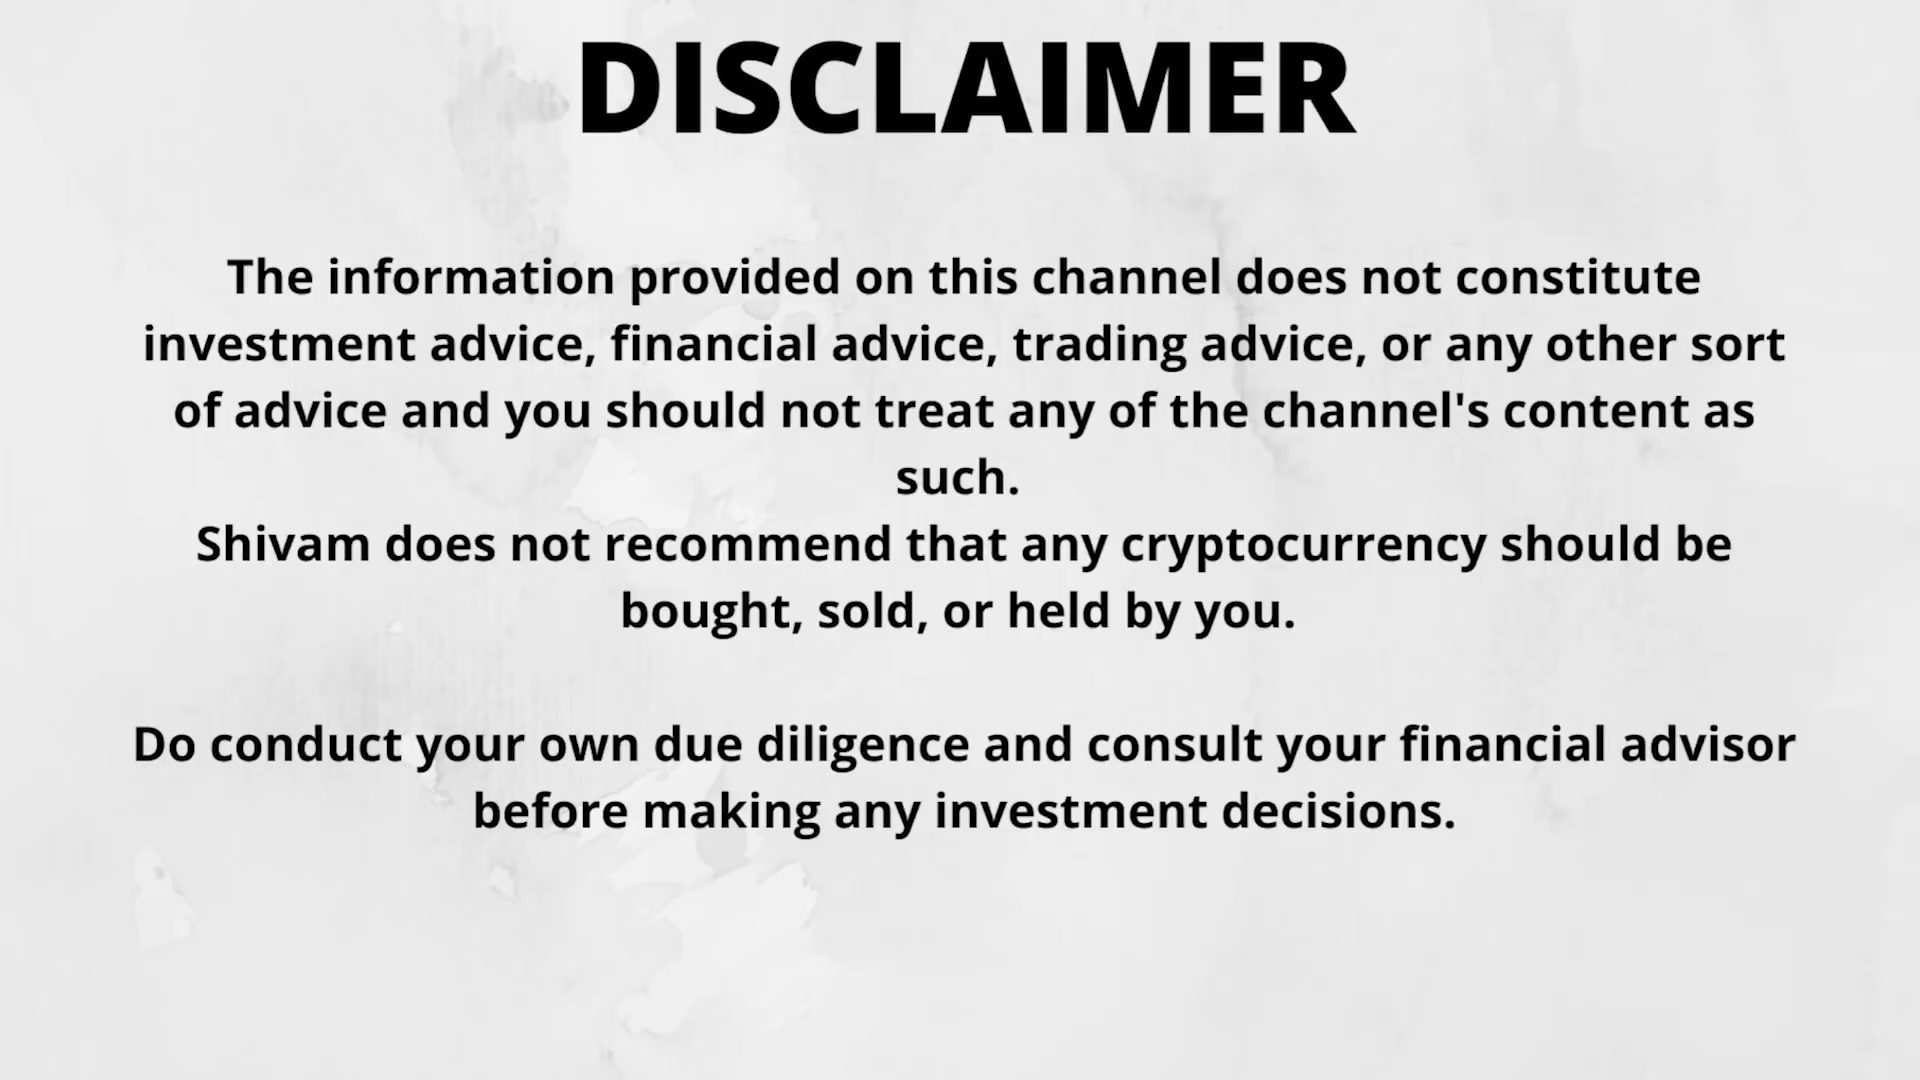 DISCLAIMER
The information provided on this channel does not constitute
investment advice, financial advice, trading advice, or any other sort
of advice and you should not treat any of the channel's content as
such.
Shivam does not recommend that any cryptocurrency should be
bought, sold, or held by you.
Do conduct your own due diligence and consult your financial advisor
before making any investment decisions.